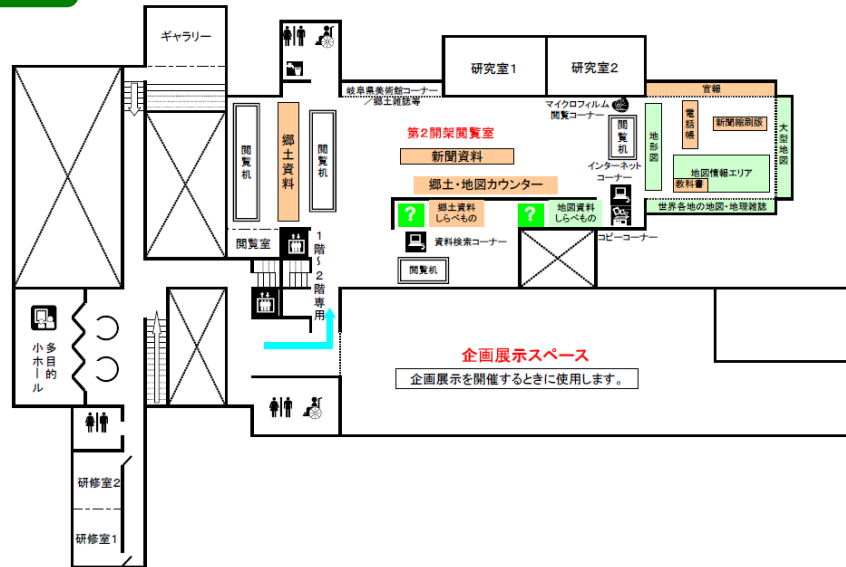 ギャラリー
研究室1
研究室2
岐阜県美術館コーナー
／郷土雑誌等
マイクロフィルム
閲覧コーナー
官報
閲覧机
郷土資料
閲覧机
第2開架閲覧室
新聞資料
郷土・地図カウンター
閲覧机
インターネット
コーナー
地形図
電話帳
新聞縮刷版
大型地図
地図情報エリア
教科書
世界各地の地図・地理雑誌
?
郷土資料
しらべもの
?
地図資料
しらべもの
コピーコーナー
閲覧室
1階～2階専用
資料検索コーナー
閲覧机
多目的
小ホール
企画展示スペース
企画展示を開催するときに使用します。
研修室2
研修室1